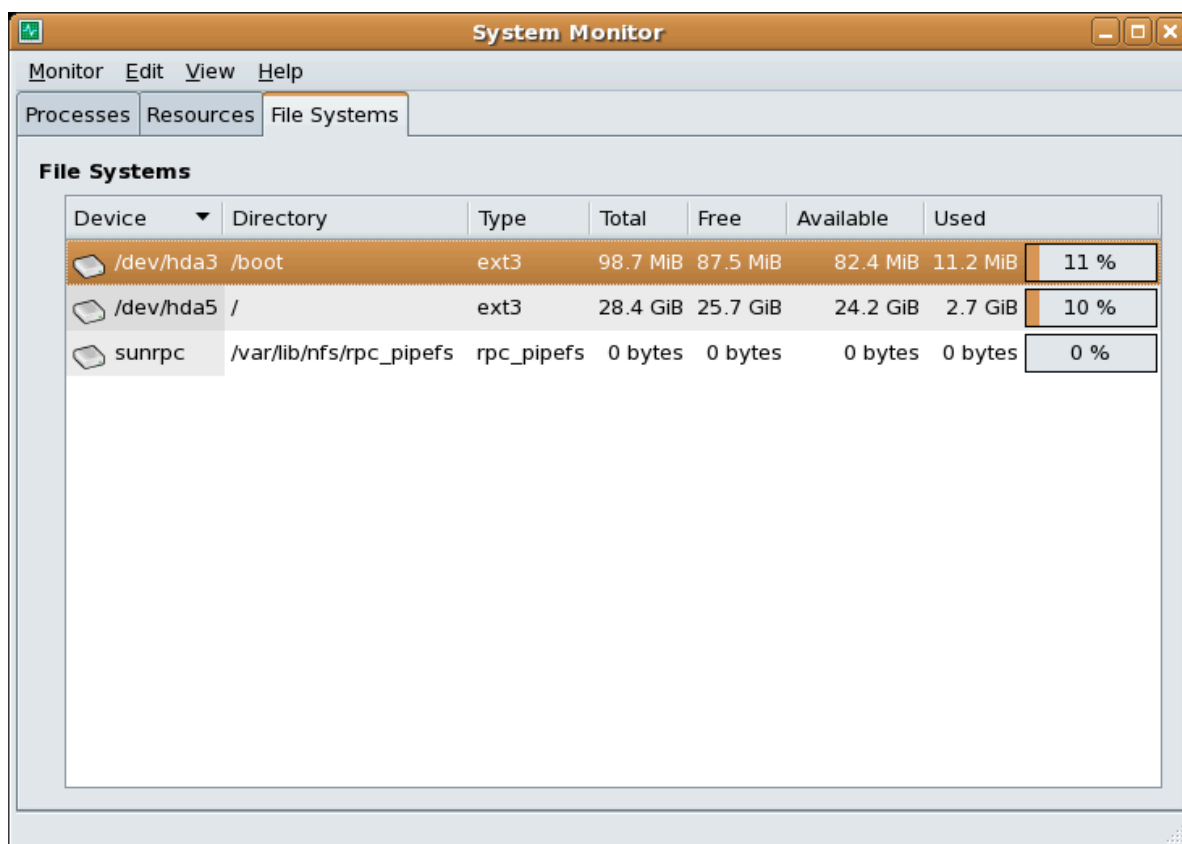 System Monitor
Monitor Edit View Help
Processes Resources File Systems
File Systems
Device Directory Type Total Free Available Used
/dev/hda3 /boot ext3 98.7 MiB 87.5 MiB 82.4 MiB 11.2 MiB 11 %
/dev/hda5 / ext3 28.4 GiB 25.7 GiB 24.2 GiB 2.7 GiB 10 %
sunrpc /var/lib/nfs/rpc_pipefs rpc_pipefs 0 bytes 0 bytes 0 bytes 0 bytes 0 %